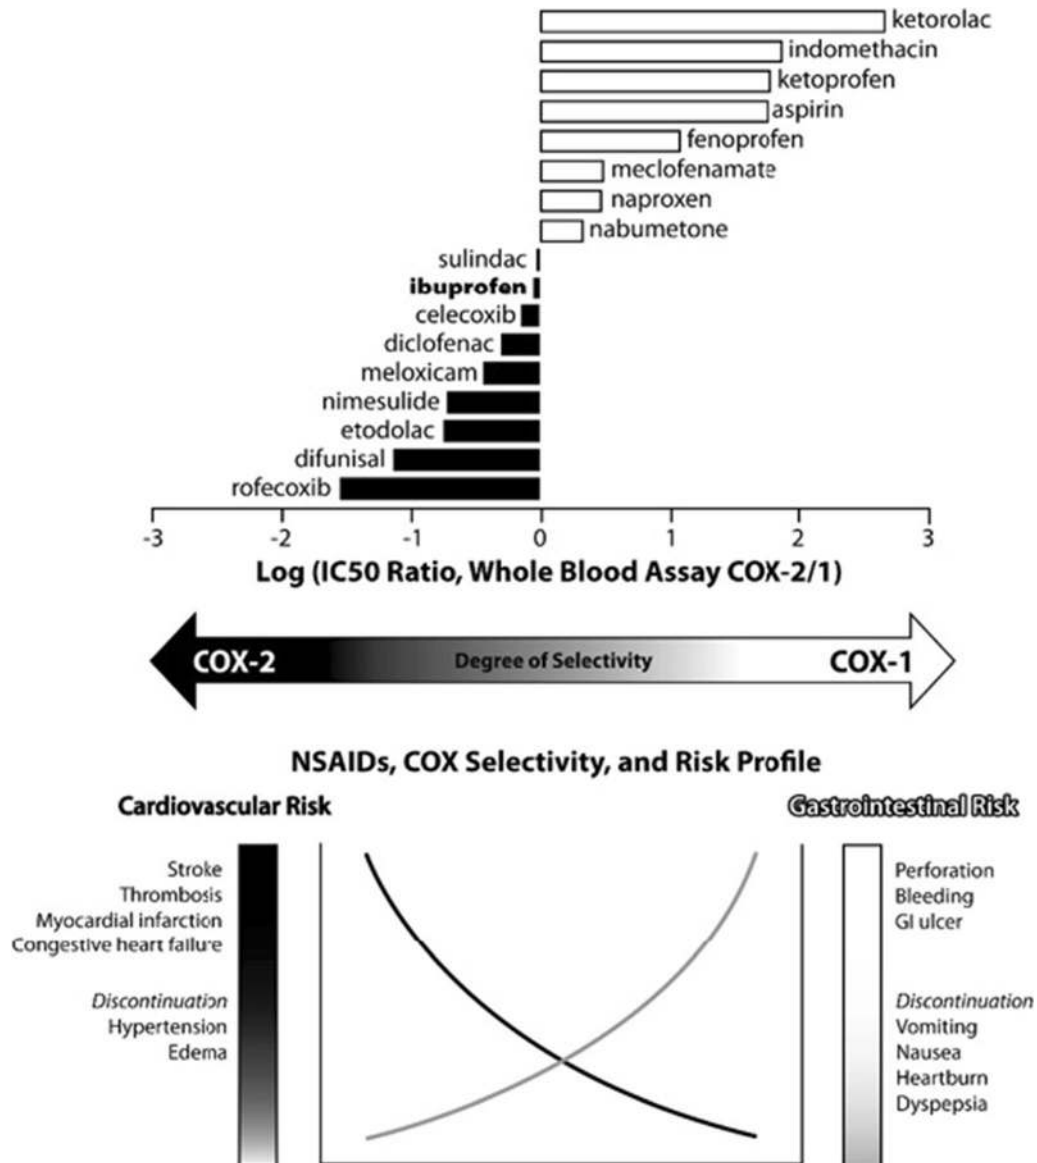 ketorolac
indomethacin
ketoprofen
aspirin
fenoprofen
meclofenamate
naproxen
nabumetone
sulindac
ibuprofen
celecoxib
diclofenac
meloxicam
nimesulide
etodolac
difunisal
rofecoxib
-3 -2 -1 0 1 2 3
Log (IC50 Ratio, Whole Blood Assay COX-2/1)
COX-2 Degree of Selectivity COX-1
NSAIDs, COX Selectivity, and Risk Profile
Cardiovascular Risk
Stroke
Thrombosis
Myocardial infarction
Congestive heart failure
Discontinuation
Hypertension
Edema
Gastrointestinal Risk
Perforation
Bleeding
GI ulcer
Discontinuation
Vomiting
Nausea
Heartburn
Dyspepsia